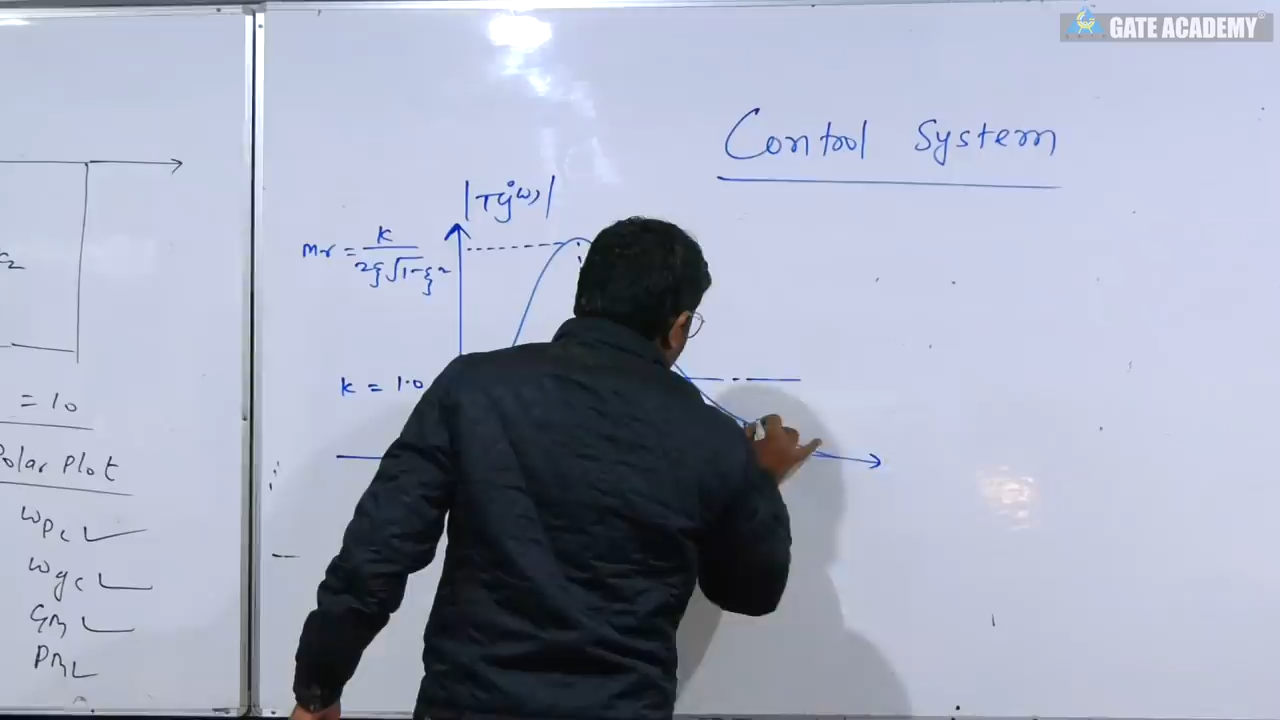 GATE ACADEMY
Control System
|T(jω)|
Mr = K / 2ξ√1-ξ²
K = 1.0
= 10
Polar Plot
ωpc
ωgc
GM
PM